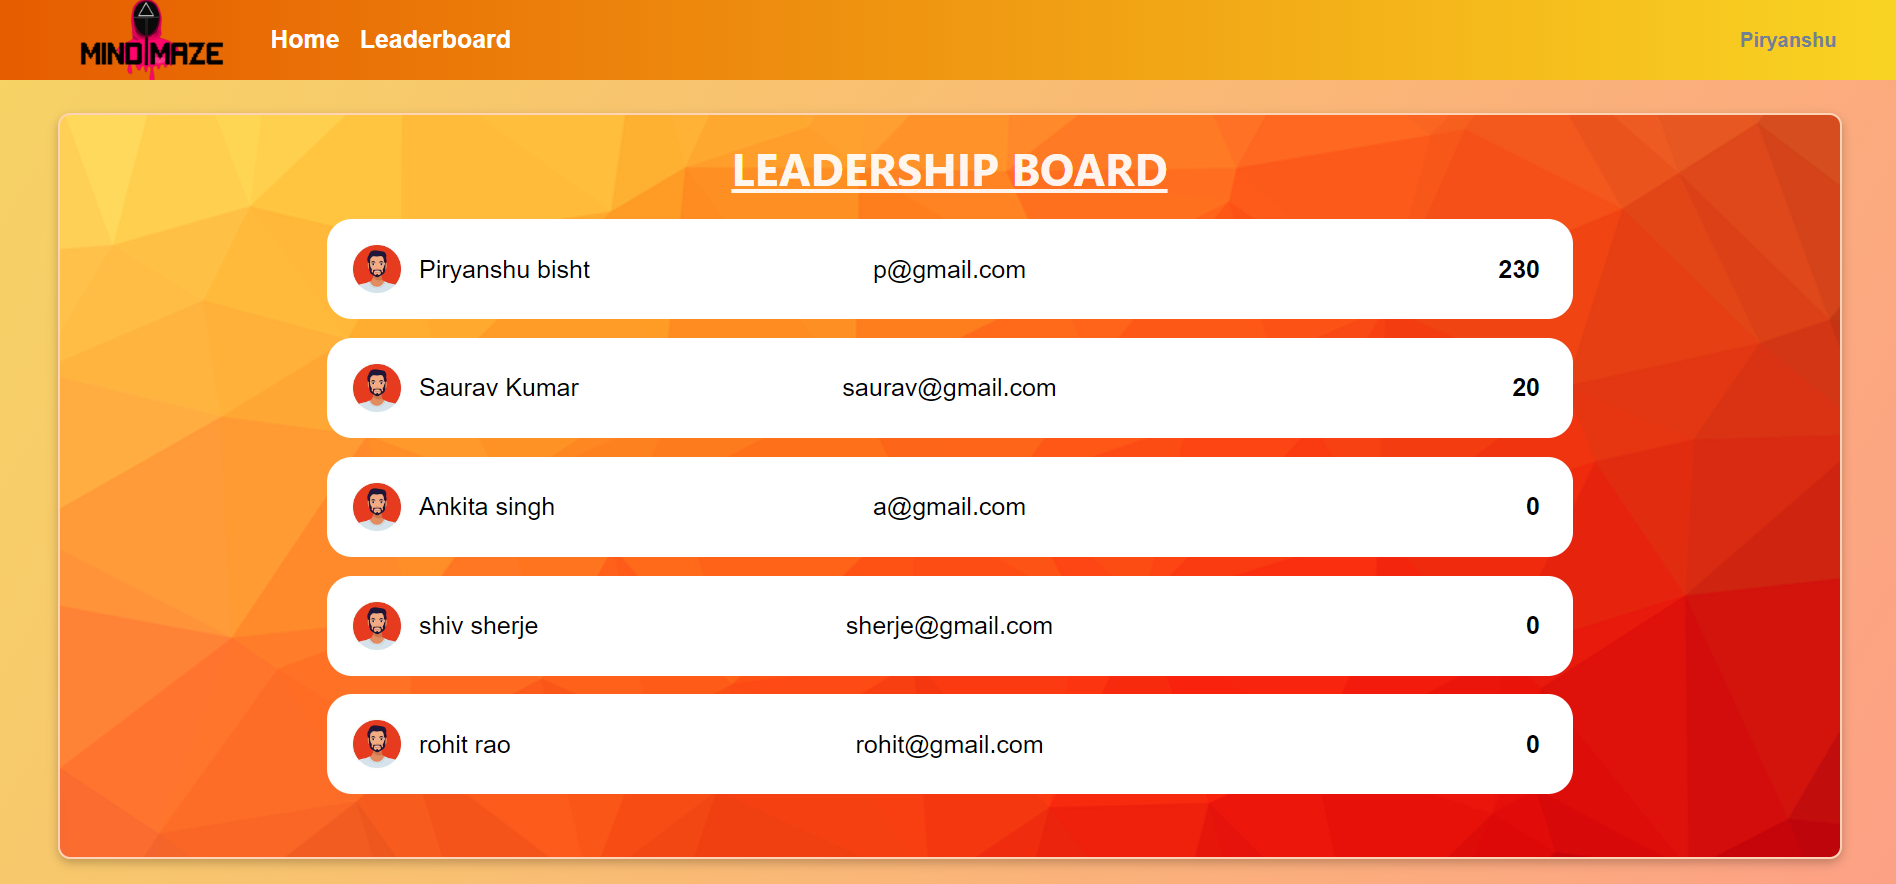 MIND MAZE Home Leaderboard Piryanshu
LEADERSHIP BOARD
Piryanshu bisht p@gmail.com 230
Saurav Kumar saurav@gmail.com 20
Ankita singh a@gmail.com 0
shiv sherje sherje@gmail.com 0
rohit rao rohit@gmail.com 0